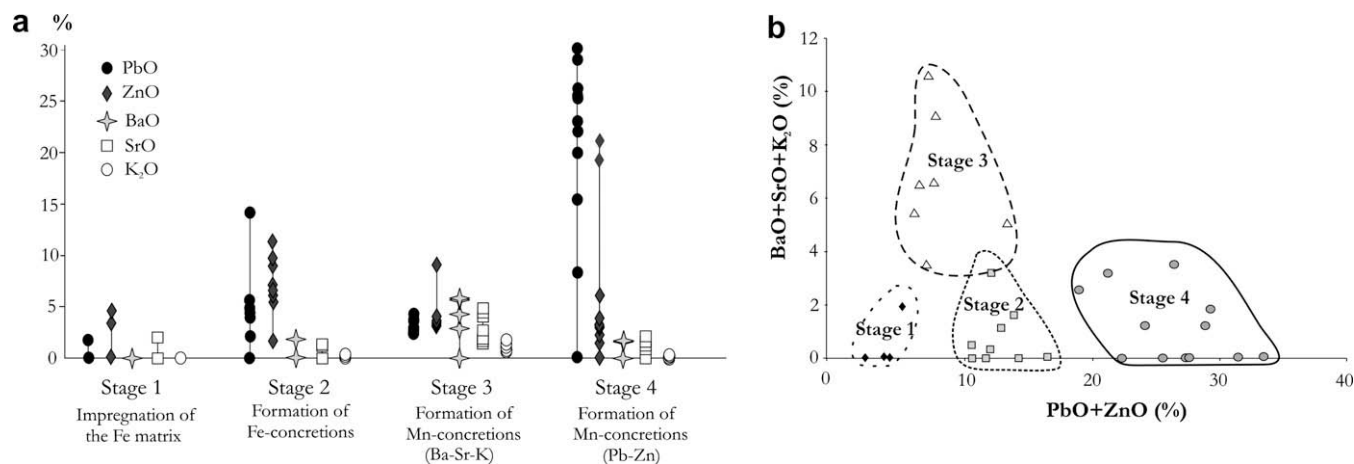 a
%
30
25
20
15
10
5
0
PbO
ZnO
BaO
SrO
K₂O
Stage 1
Impregnation of
the Fe matrix
Stage 2
Formation of
Fe-concretions
Stage 3
Formation of
Mn-concretions
(Ba-Sr-K)
Stage 4
Formation of
Mn-concretions
(Pb-Zn)
b
BaO+SrO+K₂O (%)
12
10
8
6
4
2
0
Stage 3
Stage 2
Stage 1
Stage 4
0 10 20 30 40
PbO+ZnO (%)